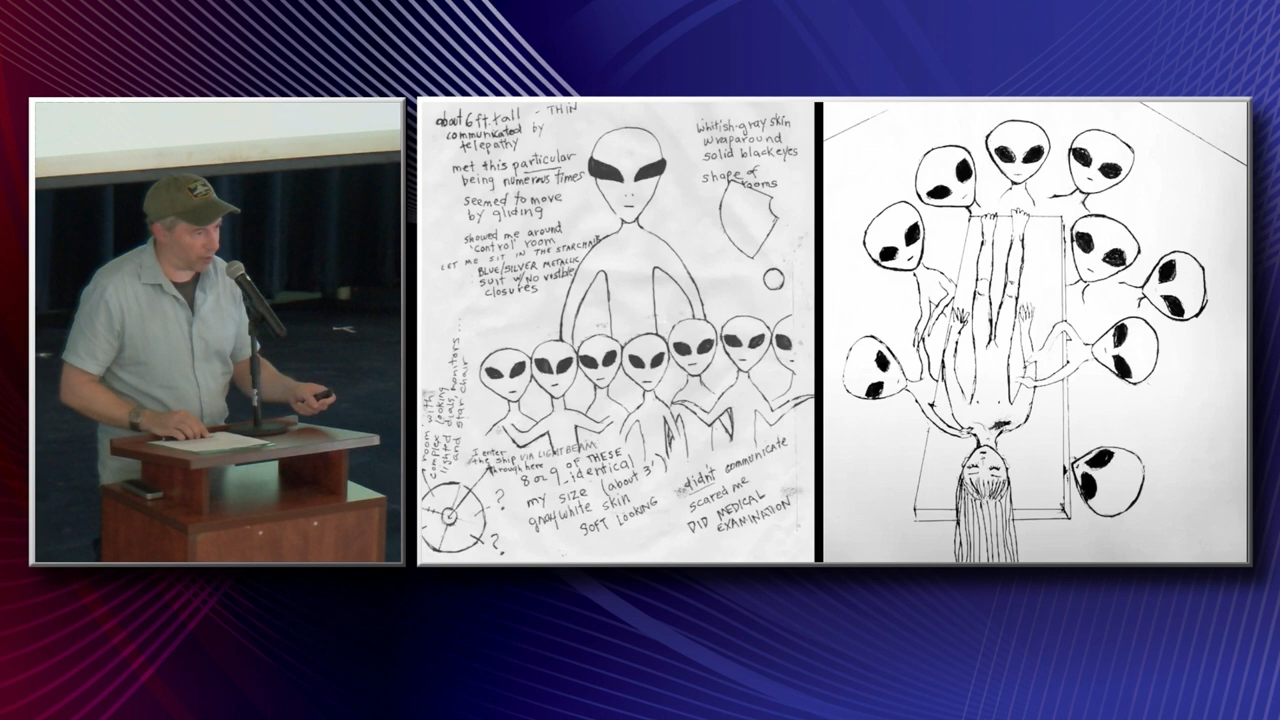 about 6 ft. tall - THIN
communicated by
telepathy
met this particular
being numerous times
seemed to move
by gliding
showed me around
'control' room
LET ME SIT IN THE STARCHAIR
BLUE/SILVER METALLIC
SUIT W/NO VISIBLE
CLOSURES
whitish-gray skin
wraparound
solid black eyes
shape of
rooms
room with
complex looking
lighted dials, monitors...
and star chair
I enter
the SHIP VIA LIGHTBEAM
through here
?
?
8 or 9 OF THESE
identical
my size (about 3')
gray/white skin
SOFT LOOKING
didn't communicate
scared me
DID MEDICAL
EXAMINATION